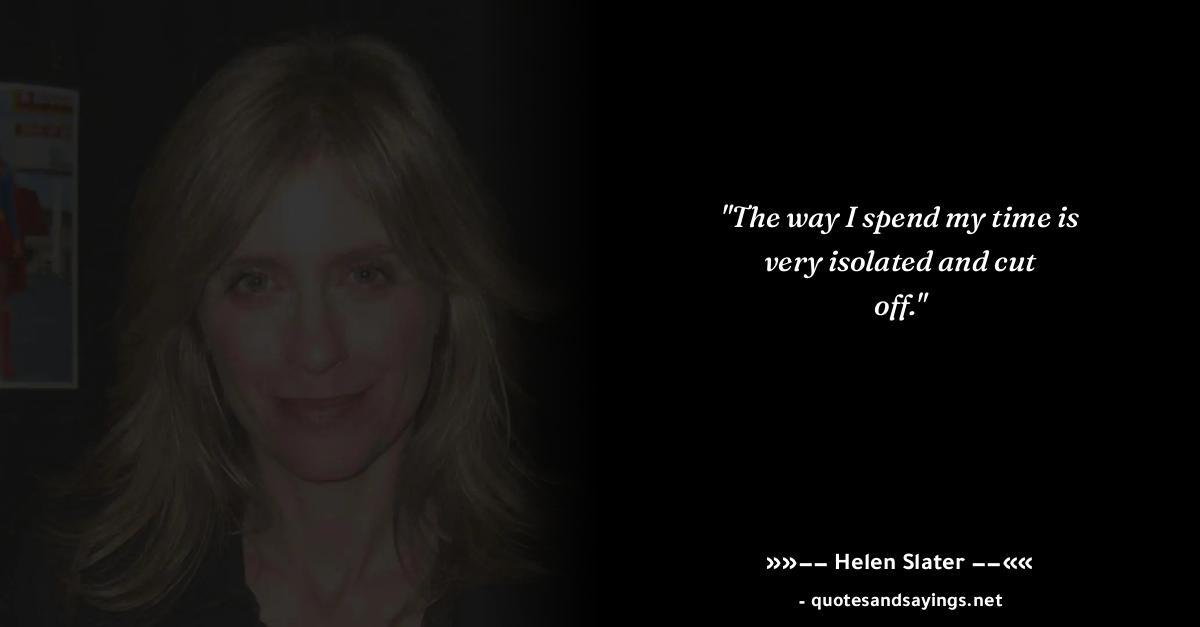 "The way I spend my time is
very isolated and cut
off."
»»−− Helen Slater −−««
- quotesandsayings.net